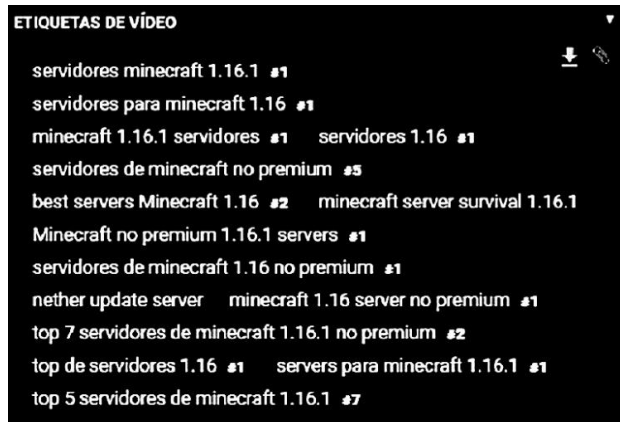 ETIQUETAS DE VÍDEO ▼
servidores minecraft 1.16.1 #1
servidores para minecraft 1.16 #1
minecraft 1.16.1 servidores #1 servidores 1.16 #1
servidores de minecraft no premium #5
best servers Minecraft 1.16 #2 minecraft server survival 1.16.1
Minecraft no premium 1.16.1 servers #1
servidores de minecraft 1.16 no premium #1
nether update server minecraft 1.16 server no premium #1
top 7 servidores de minecraft 1.16.1 no premium #2
top de servidores 1.16 #1 servers para minecraft 1.16.1 #1
top 5 servidores de minecraft 1.16.1 #7